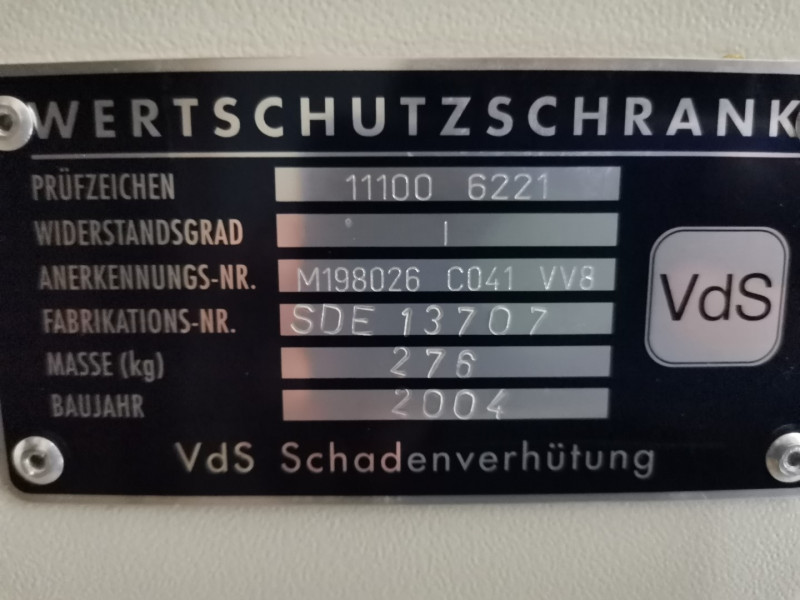 WERTSCHUTZSCHRANK
PRÜFZEICHEN 11100 6221
WIDERSTANDSGRAD I
ANERKENNUNGS-NR. M198026 C041 VV8
FABRIKATIONS-NR. SDE 13707
MASSE (kg) 276
BAUJAHR 2004
VdS
VdS Schadenverhütung